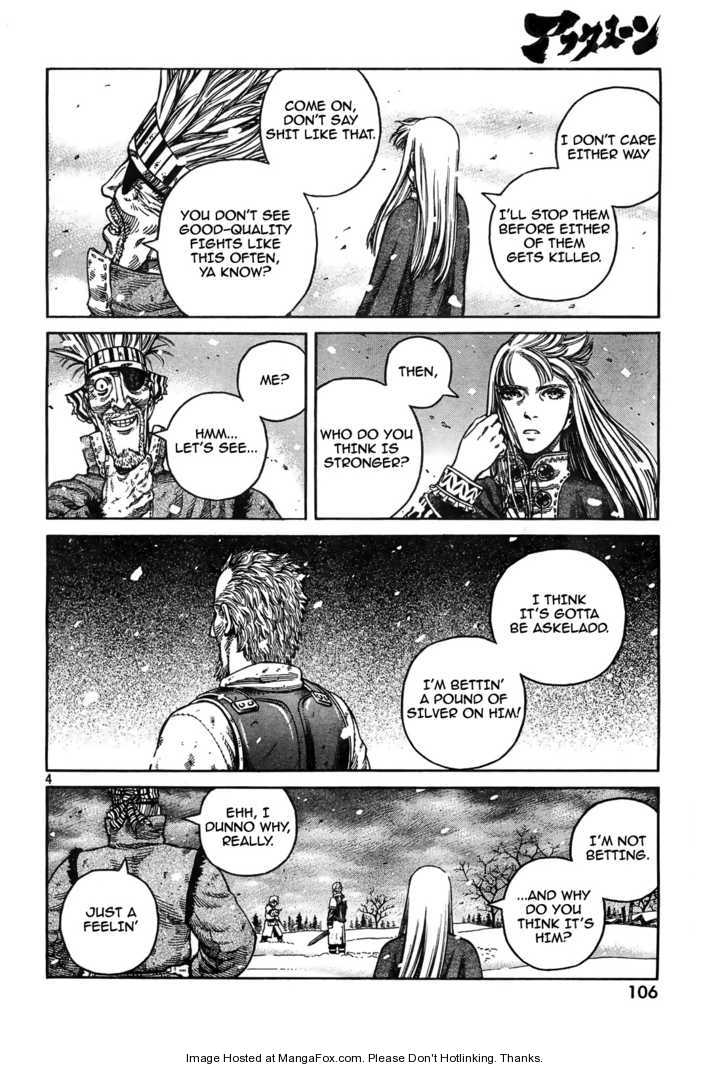 アフタヌーン
I DON'T CARE
EITHER WAY
I'LL STOP THEM
BEFORE EITHER
OF THEM
GETS KILLED.
COME ON,
DON'T SAY
SHIT LIKE THAT.
YOU DON'T SEE
GOOD-QUALITY
FIGHTS LIKE
THIS OFTEN,
YA KNOW?
THEN,
WHO DO YOU
THINK IS
STRONGER?
ME?
HMM...
LET'S SEE...
I THINK
IT'S GOTTA
BE ASKELADD.
I'M BETTIN'
A POUND OF
SILVER ON HIM!
4
I'M NOT
BETTING.
...AND WHY
DO YOU
THINK IT'S
HIM?
EHH, I
DUNNO WHY,
REALLY.
JUST A
FEELIN'
106
Image Hosted at MangaFox.com. Please Don't Hotlinking. Thanks.